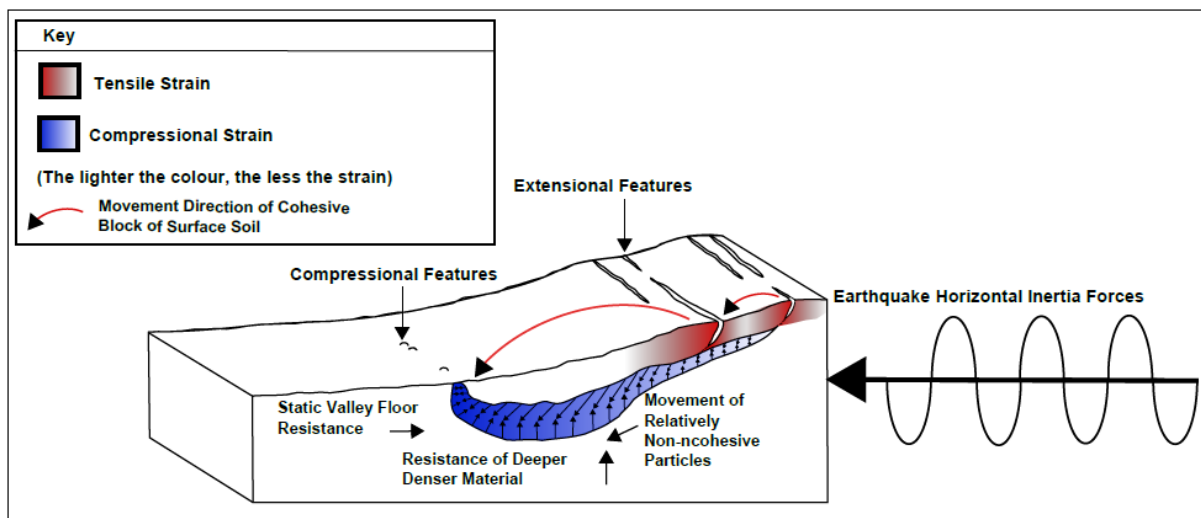 Key
Tensile Strain
Compressional Strain
(The lighter the colour, the less the strain)
Movement Direction of Cohesive
Block of Surface Soil
Extensional Features
Compressional Features
Earthquake Horizontal Inertia Forces
Static Valley Floor
Resistance
Movement of
Relatively
Non-ncohesive
Particles
Resistance of Deeper
Denser Material